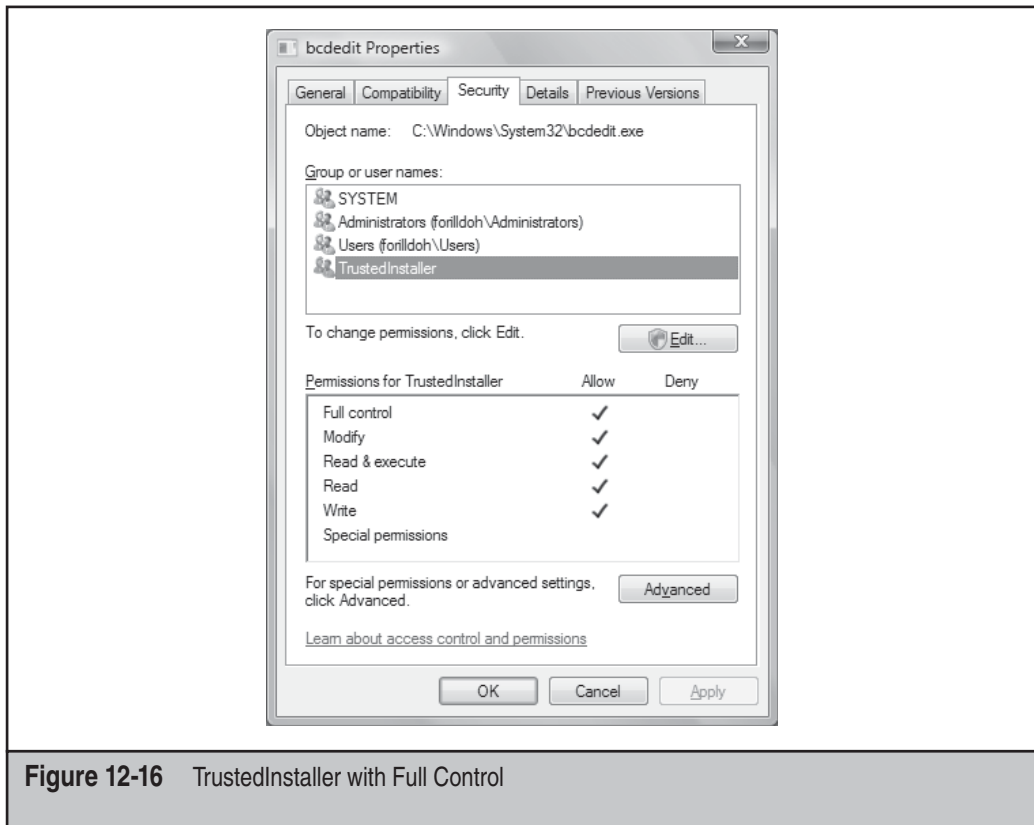 bcdedit Properties
General Compatibility Security Details Previous Versions
Object name: C:\Windows\System32\bcdedit.exe
Group or user names:
SYSTEM
Administrators (forilldoh\Administrators)
Users (forilldoh\Users)
TrustedInstaller
To change permissions, click Edit.
Edit...
Permissions for TrustedInstaller Allow Deny
Full control
Modify
Read & execute
Read
Write
Special permissions
For special permissions or advanced settings,
click Advanced.
Advanced
Learn about access control and permissions
OK Cancel Apply
Figure 12-16 TrustedInstaller with Full Control